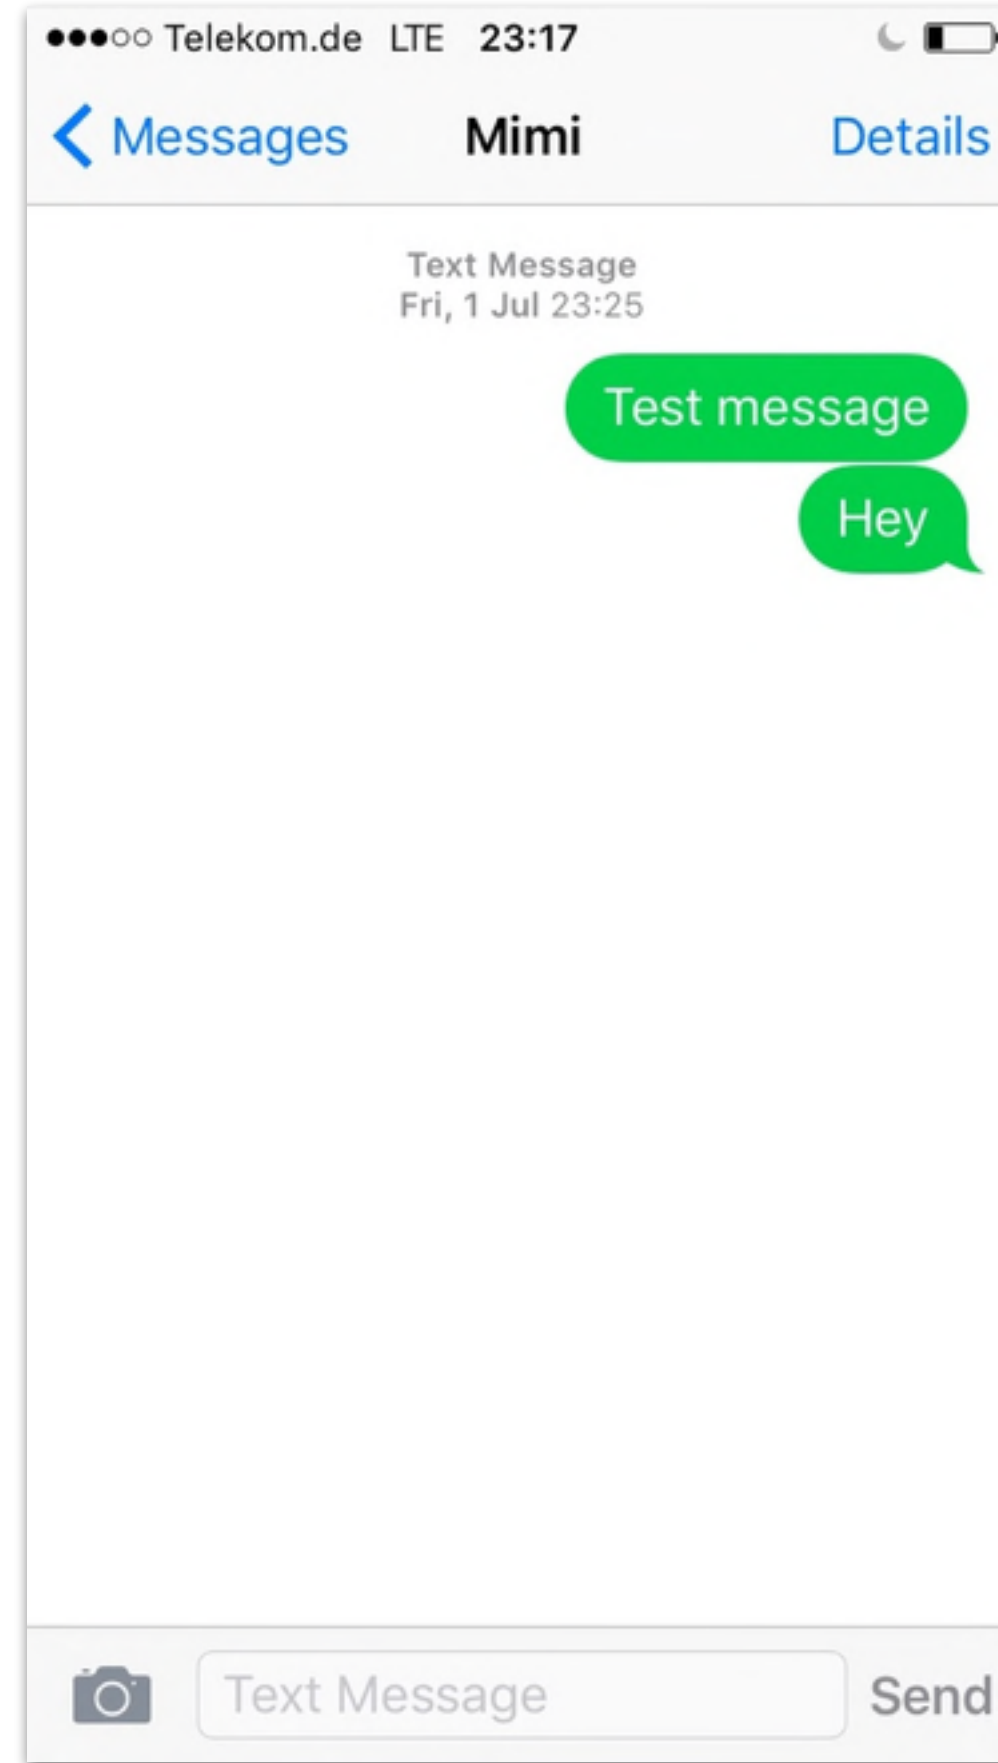 Telekom.de LTE 23:17
Messages Mimi Details
Text Message
Fri, 1 Jul 23:25
Test message
Hey
Text Message Send